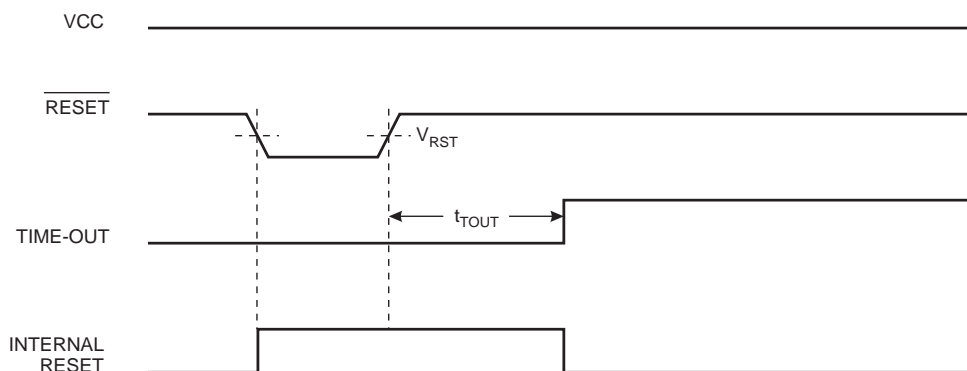 VCC
RESET
V_RST
t_TOUT
TIME-OUT
INTERNAL
RESET